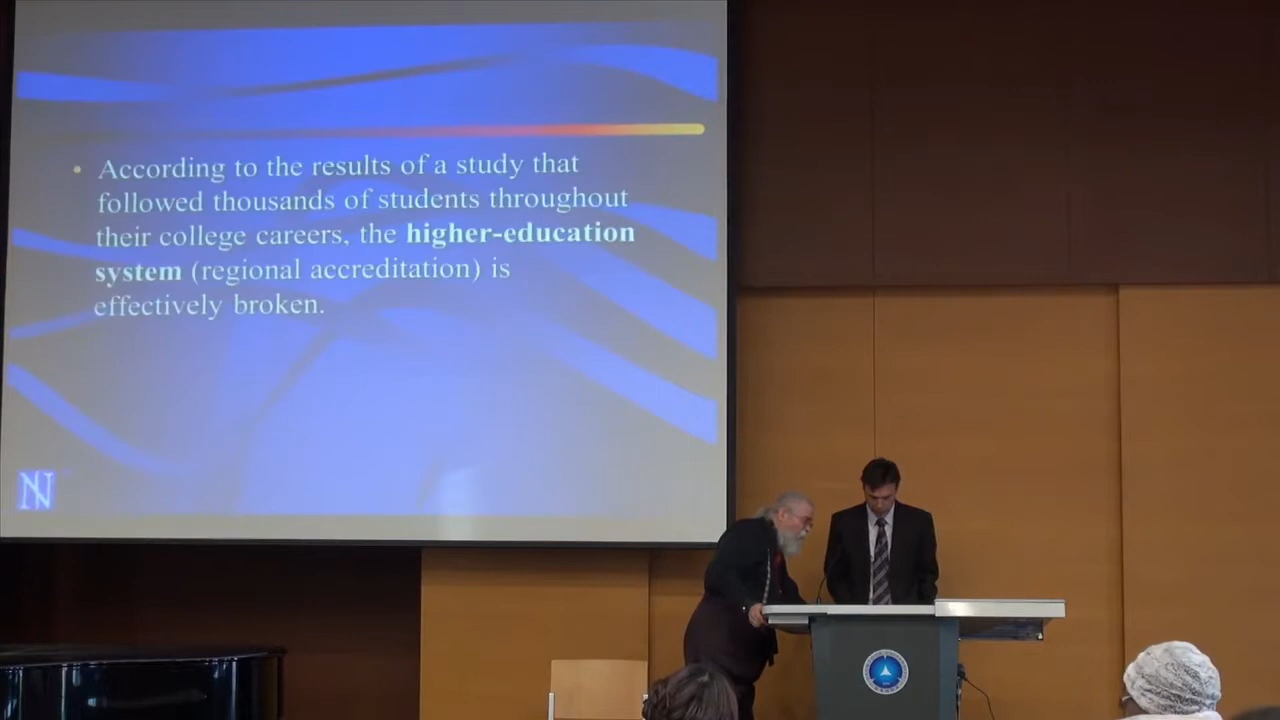 • According to the results of a study that
followed thousands of students throughout
their college careers, the higher-education
system (regional accreditation) is
effectively broken.
N